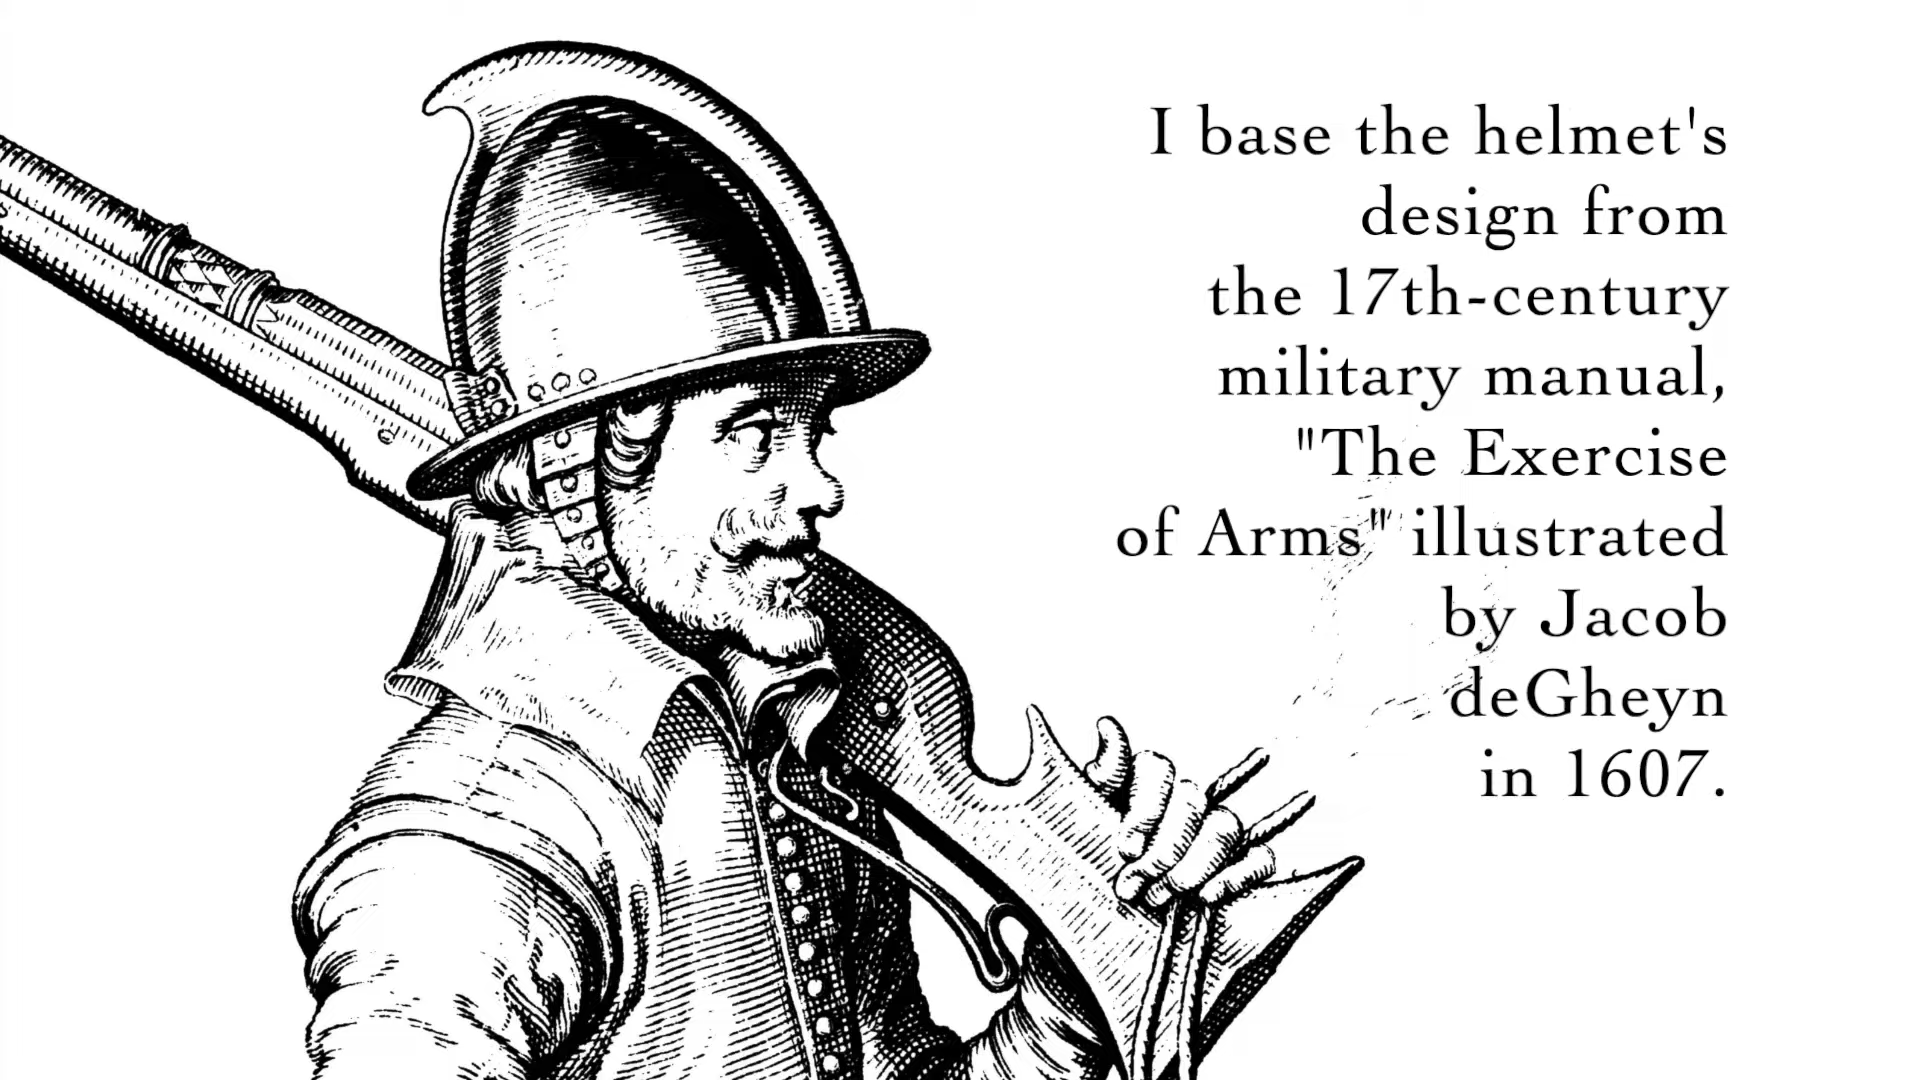 I base the helmet's
design from
the 17th-century
military manual,
"The Exercise
of Arms" illustrated
by Jacob
deGheyn
in 1607.